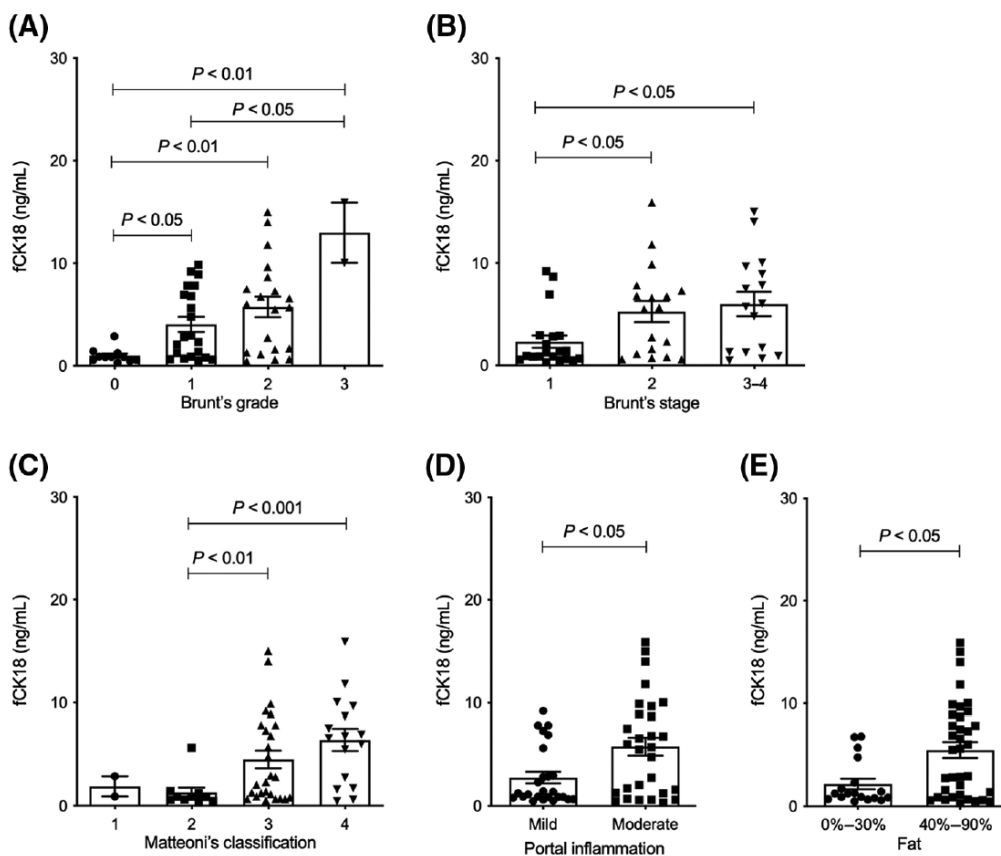 (A)
30
20
10
0
fCK18 (ng/mL)
P < 0.01
P < 0.05
P < 0.01
P < 0.05
0 1 2 3
Brunt's grade
(B)
30
20
10
0
fCK18 (ng/mL)
P < 0.05
P < 0.05
1 2 3–4
Brunt's stage
(C)
30
20
10
0
fCK18 (ng/mL)
P < 0.001
P < 0.01
1 2 3 4
Matteoni's classification
(D)
30
20
10
0
fCK18 (ng/mL)
P < 0.05
Mild Moderate
Portal inflammation
(E)
30
20
10
0
fCK18 (ng/mL)
P < 0.05
0%–30% 40%–90%
Fat